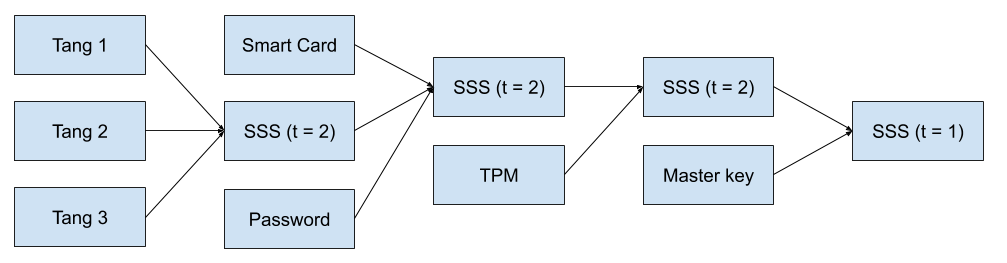 Tang 1
Tang 2
Tang 3
Smart Card
SSS (t = 2)
Password
SSS (t = 2)
TPM
SSS (t = 2)
Master key
SSS (t = 1)